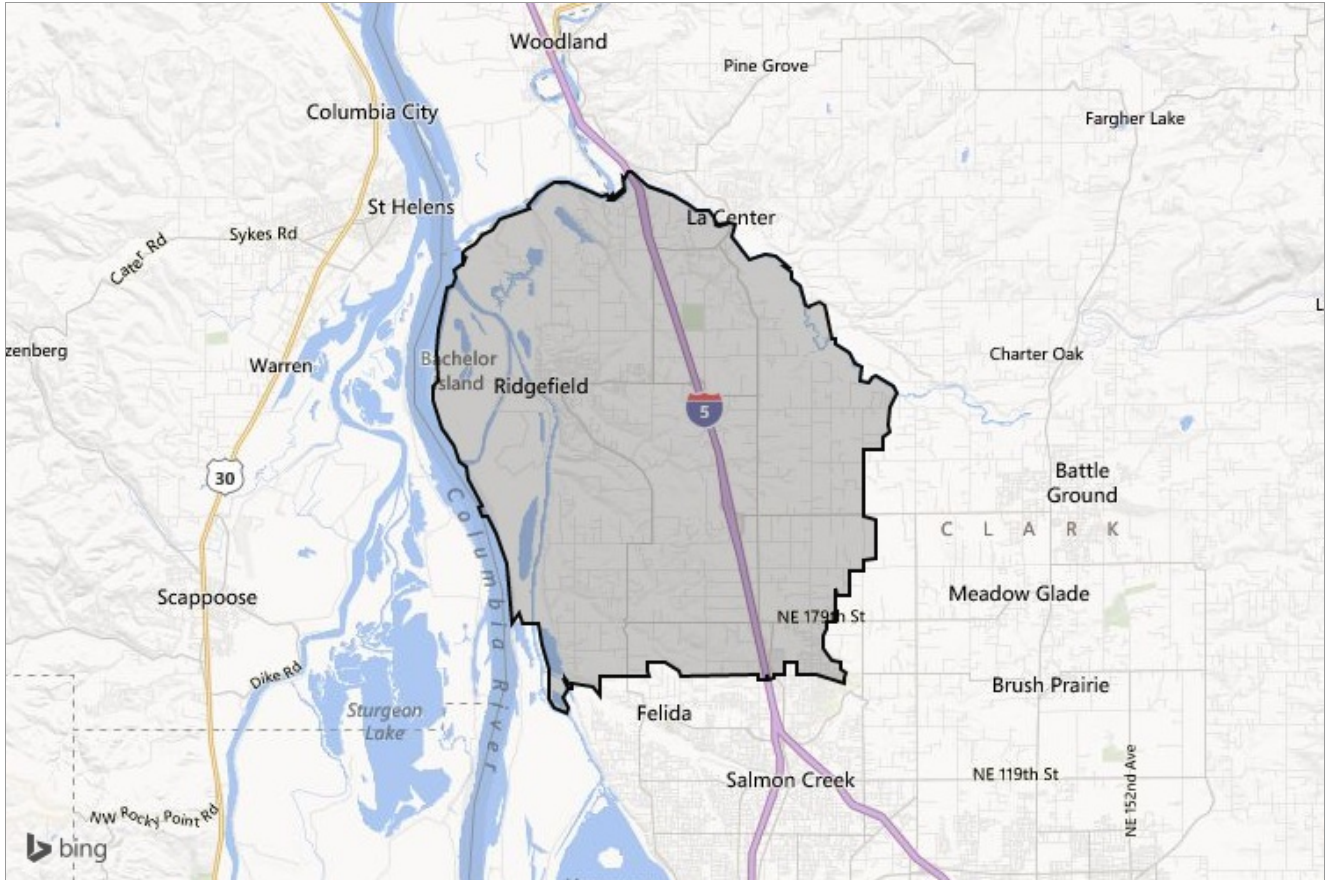 Woodland
Pine Grove
Columbia City
Fargher Lake
St Helens
La Center
Sykes Rd
Cater Rd
zenberg
Charter Oak
Warren
Bachelor
Island
Ridgefield
5
30
Battle
Ground
CLARK
Columbia River
Scappoose
Meadow Glade
NE 179th St
Dike Rd
Brush Prairie
Sturgeon
Lake
Felida
NE 119th St
Salmon Creek
NE 152nd Ave
NW Rocky Point Rd
bing